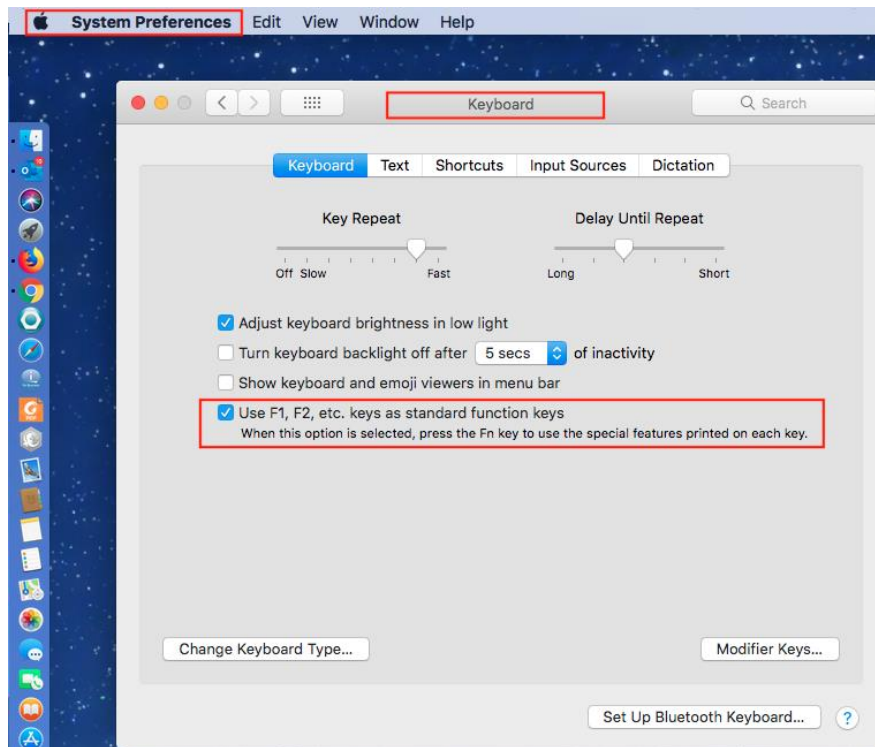 System Preferences Edit View Window Help
Keyboard
Search
Keyboard Text Shortcuts Input Sources Dictation
Key Repeat Delay Until Repeat
Off Slow Fast Long Short
Adjust keyboard brightness in low light
Turn keyboard backlight off after 5 secs of inactivity
Show keyboard and emoji viewers in menu bar
Use F1, F2, etc. keys as standard function keys
When this option is selected, press the Fn key to use the special features printed on each key.
Change Keyboard Type... Modifier Keys...
Set Up Bluetooth Keyboard... ?